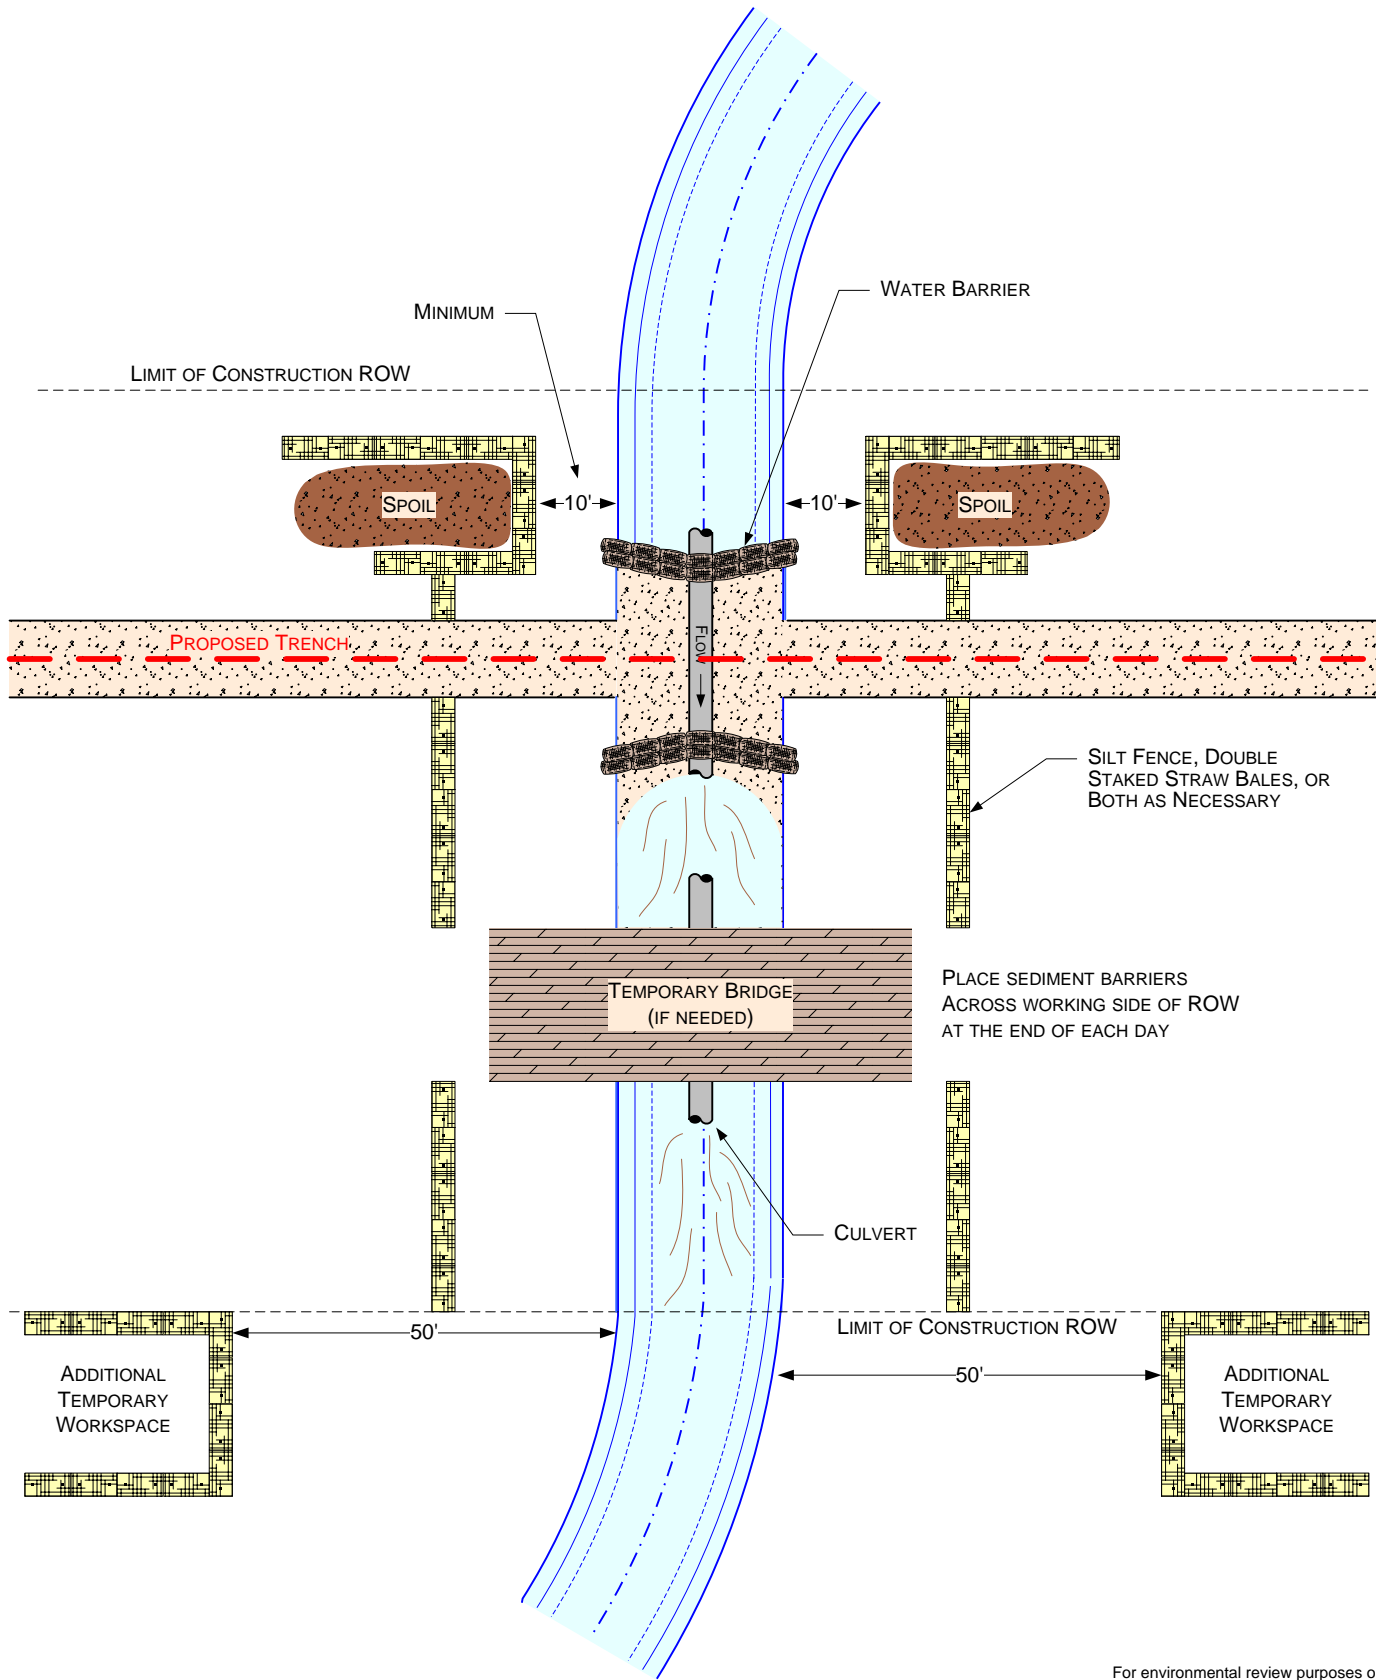 WATER BARRIER
MINIMUM
LIMIT OF CONSTRUCTION ROW
10'
10'
SPOIL
SPOIL
PROPOSED TRENCH
FLOW
SILT FENCE, DOUBLE
STAKED STRAW BALES, OR
BOTH AS NECESSARY
TEMPORARY BRIDGE
(IF NEEDED)
PLACE SEDIMENT BARRIERS
ACROSS WORKING SIDE OF ROW
AT THE END OF EACH DAY
CULVERT
50'
LIMIT OF CONSTRUCTION ROW
50'
ADDITIONAL
TEMPORARY
WORKSPACE
ADDITIONAL
TEMPORARY
WORKSPACE
For environmental review purposes o